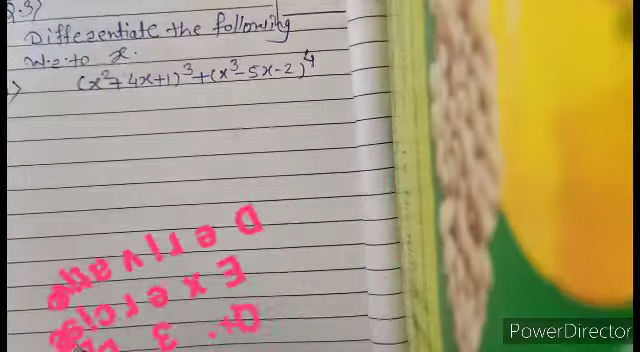 Q.3)
Differentiate the following
w.r.to x.
(x²+4x+1)³+(x³-5x-2)⁴
Derivative
Exercise
Q. 3
PowerDirector